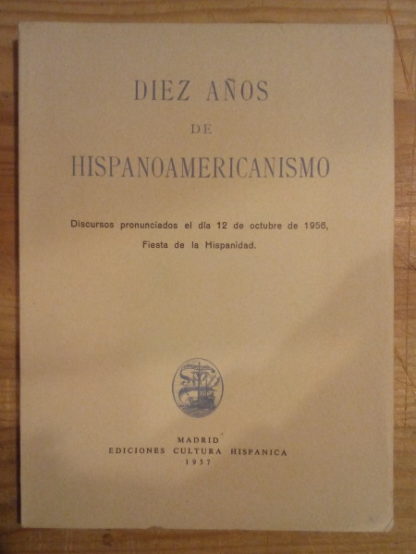 DIEZ AÑOS
DE
HISPANOAMERICANISMO
Discursos pronunciados el día 12 de octubre de 1956,
Fiesta de la Hispanidad.
MADRID
EDICIONES CULTURA HISPANICA
1957